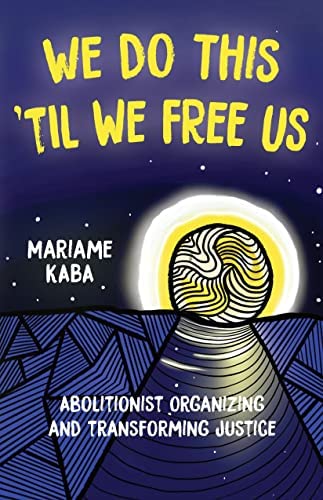 WE DO THIS
'TIL WE FREE US
MARIAME
KABA
ABOLITIONIST ORGANIZING
AND TRANSFORMING JUSTICE